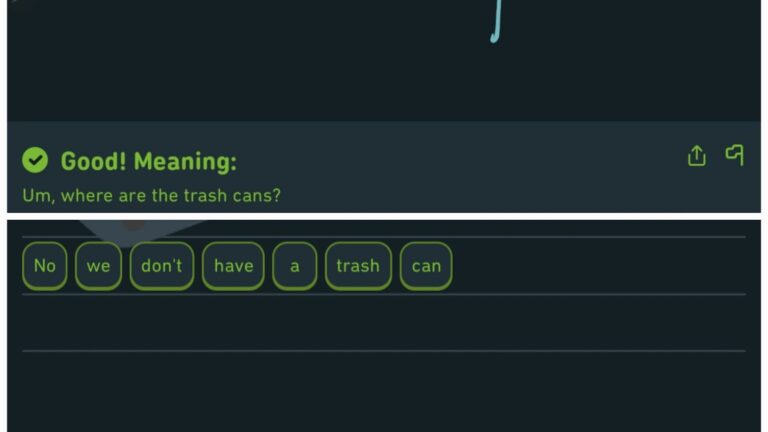 Good! Meaning:
Um, where are the trash cans?
No we don't have a trash can